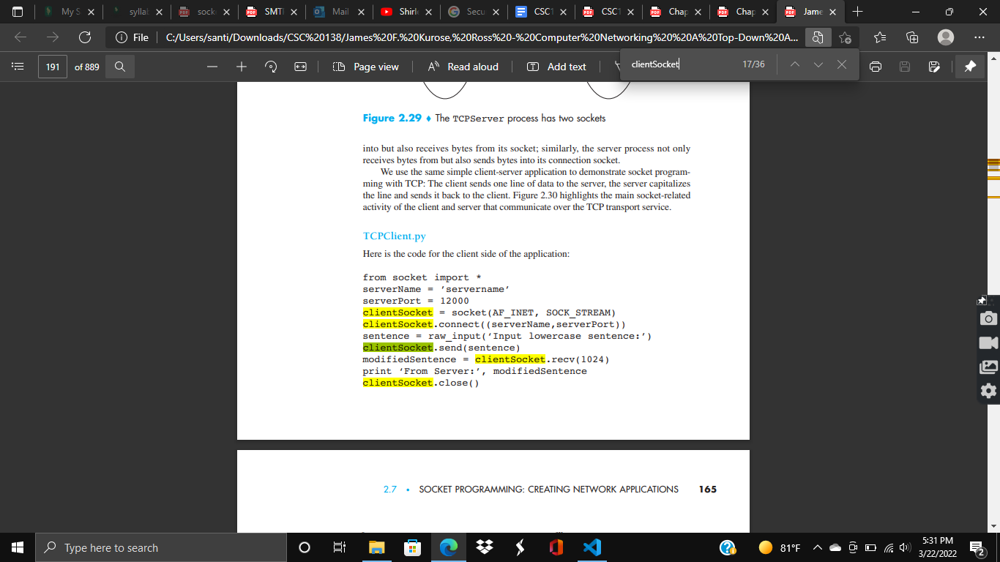 My S
syllal
sock
SMTI
Mail
Shirl
Secu
CSC1
CSC1
Chap
Chap
Jame
File
C:/Users/santi/Downloads/CSC%20138/James%20F.%20Kurose,%20Ross%20-%20Computer%20Networking%20%20A%20Top-Down%20A...
191 of 889
Page view
Read aloud
Add text
clientSocket
17/36
Figure 2.29 ♦ The TCPServer process has two sockets
into but also receives bytes from its socket; similarly, the server process not only
receives bytes from but also sends bytes into its connection socket.
We use the same simple client-server application to demonstrate socket program-
ming with TCP: The client sends one line of data to the server, the server capitalizes
the line and sends it back to the client. Figure 2.30 highlights the main socket-related
activity of the client and server that communicate over the TCP transport service.
TCPClient.py
Here is the code for the client side of the application:
from socket import *
serverName = ’servername’
serverPort = 12000
clientSocket = socket(AF_INET, SOCK_STREAM)
clientSocket.connect((serverName,serverPort))
sentence = raw_input(‘Input lowercase sentence:’)
clientSocket.send(sentence)
modifiedSentence = clientSocket.recv(1024)
print ‘From Server:’, modifiedSentence
clientSocket.close()
2.7 • SOCKET PROGRAMMING: CREATING NETWORK APPLICATIONS 165
Type here to search
81°F
5:31 PM
3/22/2022
2